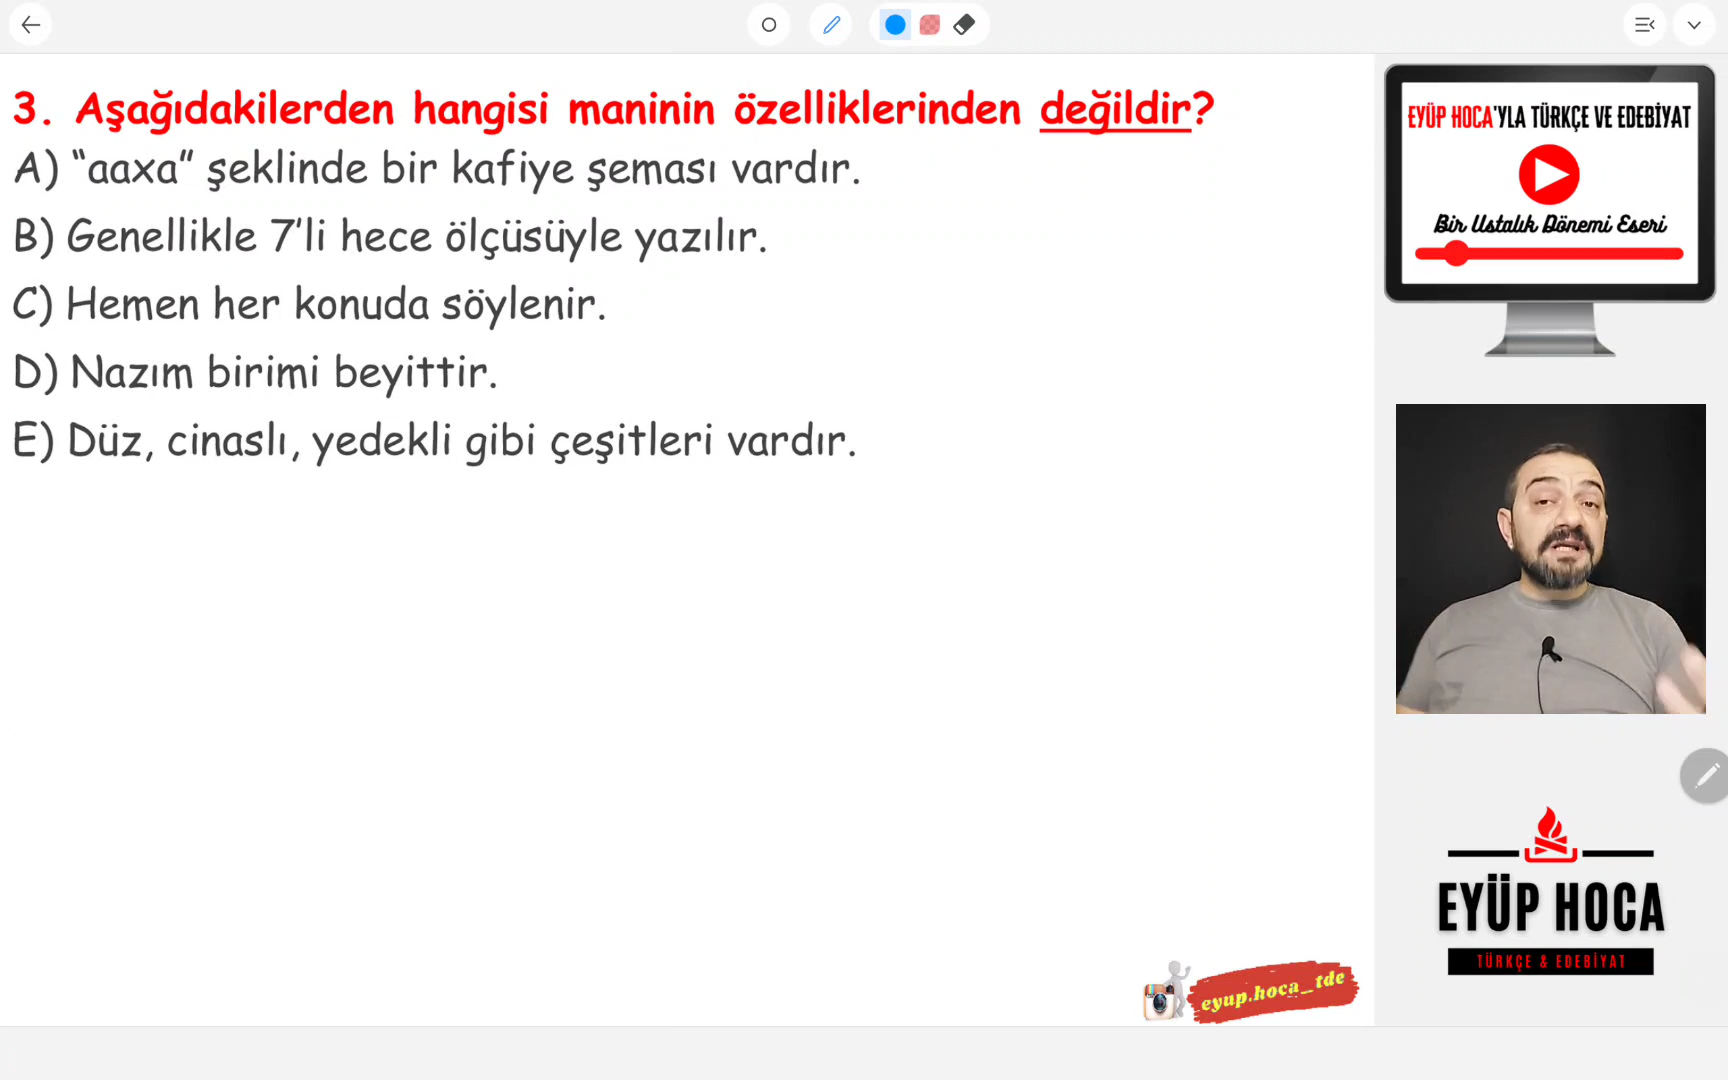 3. Aşağıdakilerden hangisi maninin özelliklerinden değildir?
A) “aaxa” şeklinde bir kafiye şeması vardır.
B) Genellikle 7’li hece ölçüsüyle yazılır.
C) Hemen her konuda söylenir.
D) Nazım birimi beyittir.
E) Düz, cinaslı, yedekli gibi çeşitleri vardır.
EYÜP HOCA'YLA TÜRKÇE VE EDEBİYAT
Bir Ustalık Dönemi Eseri
EYÜP HOCA
TÜRKÇE & EDEBİYAT
eyup.hoca_tde